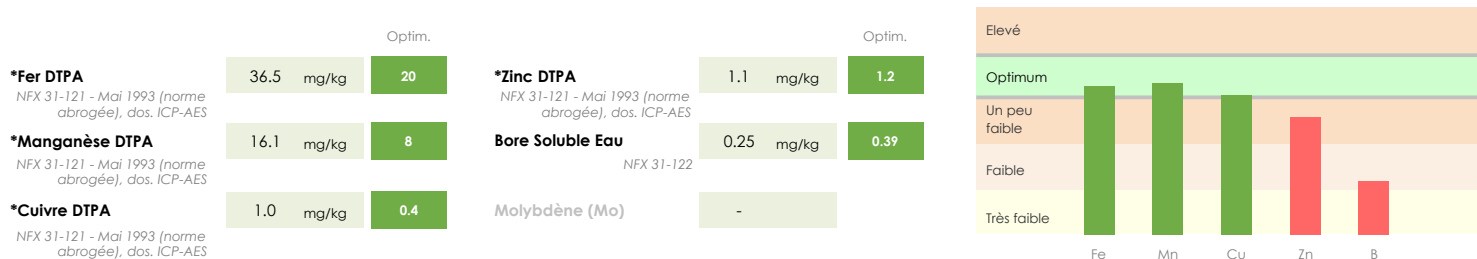 Optim.
*Fer DTPA 36.5 mg/kg 20
NFX 31-121 - Mai 1993 (norme
abrogée), dos. ICP-AES
*Manganèse DTPA 16.1 mg/kg 8
NFX 31-121 - Mai 1993 (norme
abrogée), dos. ICP-AES
*Cuivre DTPA 1.0 mg/kg 0.4
NFX 31-121 - Mai 1993 (norme
abrogée), dos. ICP-AES
Optim.
*Zinc DTPA 1.1 mg/kg 1.2
NFX 31-121 - Mai 1993 (norme
abrogée), dos. ICP-AES
Bore Soluble Eau 0.25 mg/kg 0.39
NFX 31-122
Molybdène (Mo) -
Elevé
Optimum
Un peu
faible
Faible
Très faible
Fe Mn Cu Zn B